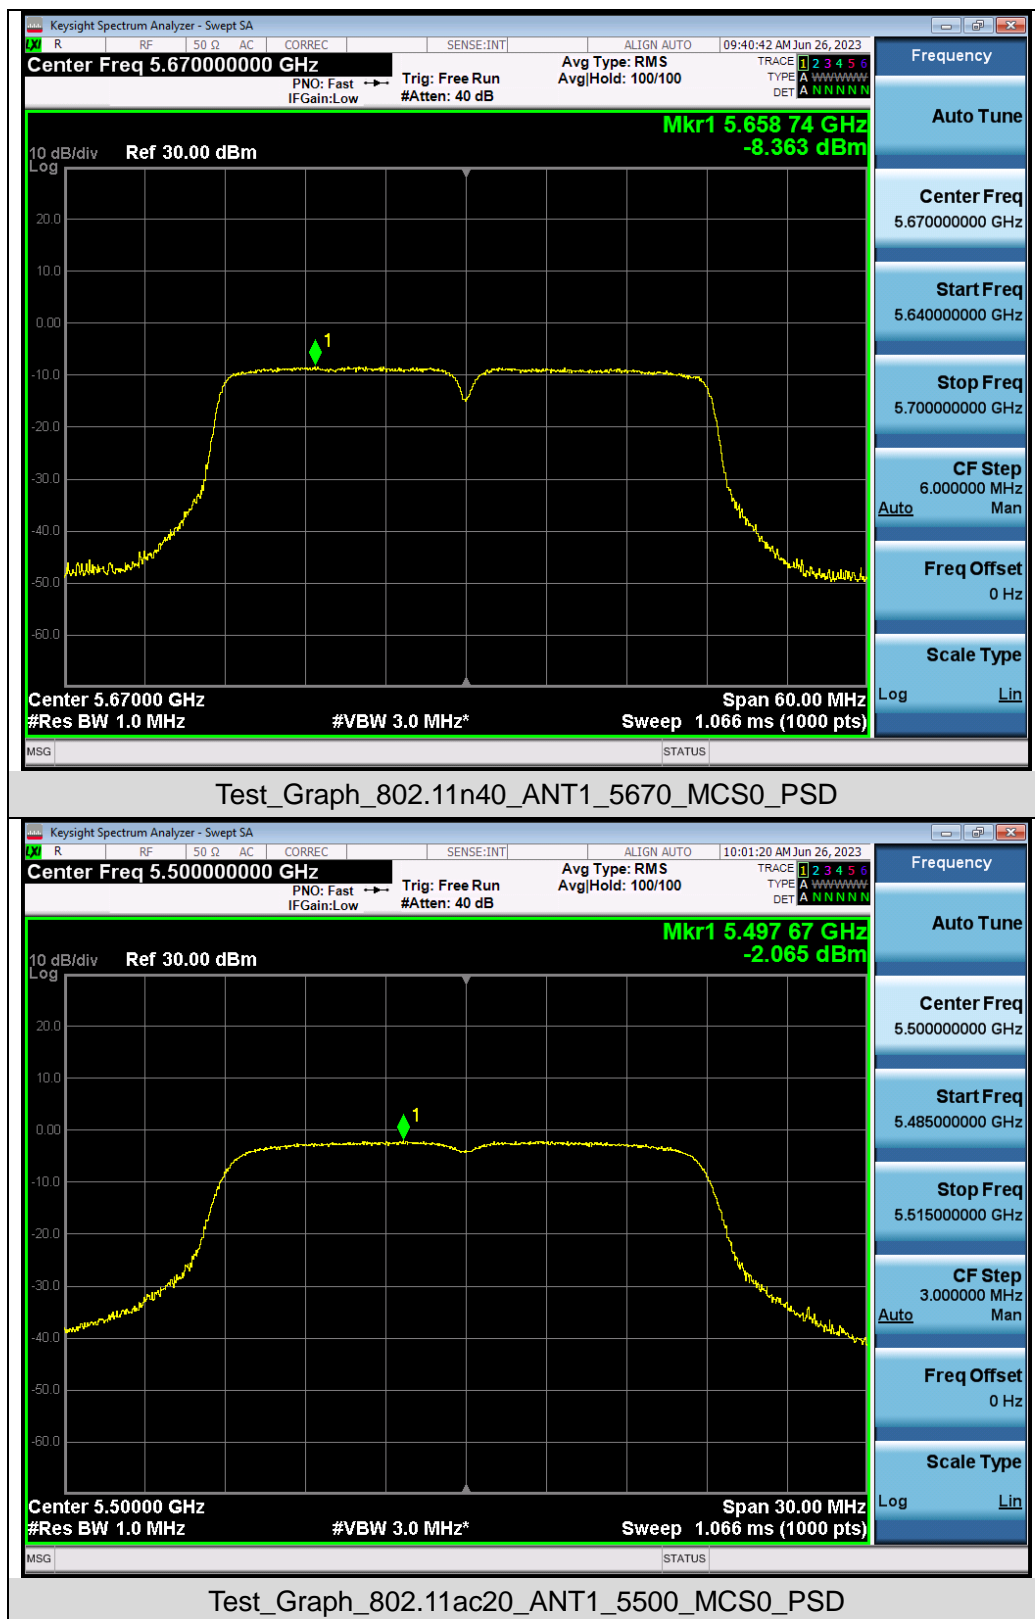 Keysight Spectrum Analyzer - Swept SA
LXI R RF 50 Ω AC CORREC SENSE:INT ALIGN AUTO 09:40:42 AM Jun 26, 2023
Center Freq 5.670000000 GHz
PNO: Fast
IFGain:Low
Trig: Free Run
#Atten: 40 dB
Avg Type: RMS
Avg|Hold: 100/100
TRACE 1 2 3 4 5 6
TYPE A WWWWW
DET A N N N N N
Mkr1 5.658 74 GHz
-8.363 dBm
10 dB/div Ref 30.00 dBm
Log
20.0
10.0
0.00
1
-10.0
-20.0
-30.0
-40.0
-50.0
-60.0
Center 5.67000 GHz Span 60.00 MHz
#Res BW 1.0 MHz #VBW 3.0 MHz* Sweep 1.066 ms (1000 pts)
MSG STATUS
Frequency
Auto Tune
Center Freq
5.670000000 GHz
Start Freq
5.640000000 GHz
Stop Freq
5.700000000 GHz
CF Step
6.000000 MHz
Auto Man
Freq Offset
0 Hz
Scale Type
Log Lin
Test_Graph_802.11n40_ANT1_5670_MCS0_PSD
Keysight Spectrum Analyzer - Swept SA
LXI R RF 50 Ω AC CORREC SENSE:INT ALIGN AUTO 10:01:20 AM Jun 26, 2023
Center Freq 5.500000000 GHz
PNO: Fast
IFGain:Low
Trig: Free Run
#Atten: 40 dB
Avg Type: RMS
Avg|Hold: 100/100
TRACE 1 2 3 4 5 6
TYPE A WWWWW
DET A N N N N N
Mkr1 5.497 67 GHz
-2.065 dBm
10 dB/div Ref 30.00 dBm
Log
20.0
10.0
0.00
1
-10.0
-20.0
-30.0
-40.0
-50.0
-60.0
Center 5.50000 GHz Span 30.00 MHz
#Res BW 1.0 MHz #VBW 3.0 MHz* Sweep 1.066 ms (1000 pts)
MSG STATUS
Frequency
Auto Tune
Center Freq
5.500000000 GHz
Start Freq
5.485000000 GHz
Stop Freq
5.515000000 GHz
CF Step
3.000000 MHz
Auto Man
Freq Offset
0 Hz
Scale Type
Log Lin
Test_Graph_802.11ac20_ANT1_5500_MCS0_PSD